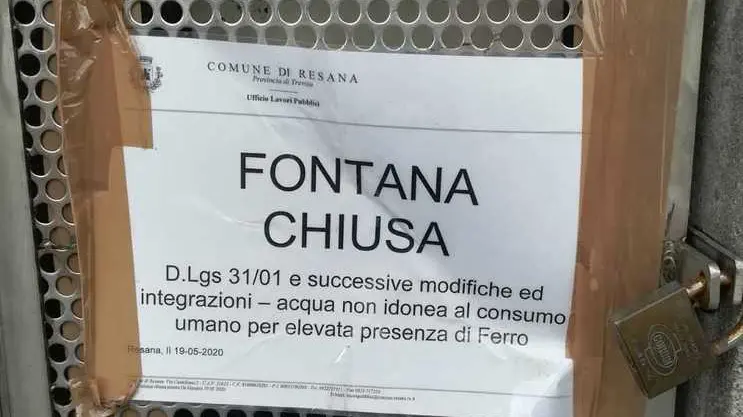 COMUNE DI RESANA
Provincia di Treviso
Ufficio Lavori Pubblici
FONTANA
CHIUSA
D.Lgs 31/01 e successive modifiche ed
integrazioni – acqua non idonea al consumo
umano per elevata presenza di Ferro
Resana, lì 19-05-2020